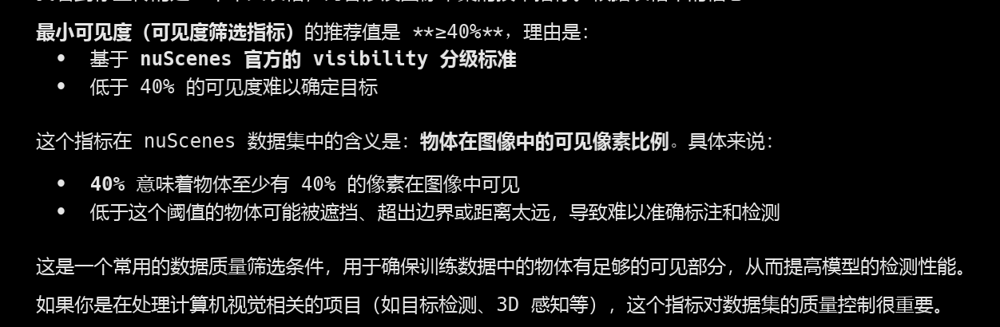 最小可见度（可见度筛选指标）的推荐值是 **≥40%**，理由是：
• 基于 nuScenes 官方的 visibility 分级标准
• 低于 40% 的可见度难以确定目标
这个指标在 nuScenes 数据集中的含义是：物体在图像中的可见像素比例。具体来说：
• 40% 意味着物体至少有 40% 的像素在图像中可见
• 低于这个阈值的物体可能被遮挡、超出边界或距离太远，导致难以准确标注和检测
这是一个常用的数据质量筛选条件，用于确保训练数据中的物体有足够的可见部分，从而提高模型的检测性能。
如果你是在处理计算机视觉相关的项目（如目标检测、3D 感知等），这个指标对数据集的质量控制很重要。